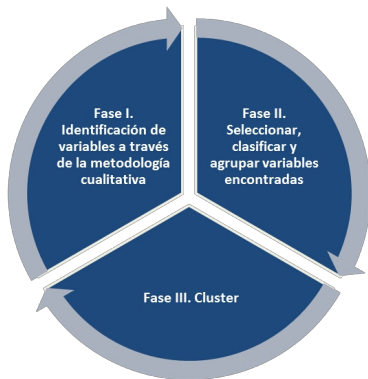 Fase I.
Identificación de
variables a través
de la metodología
cualitativa
Fase II.
Seleccionar,
clasificar y
agrupar variables
encontradas
Fase III. Cluster